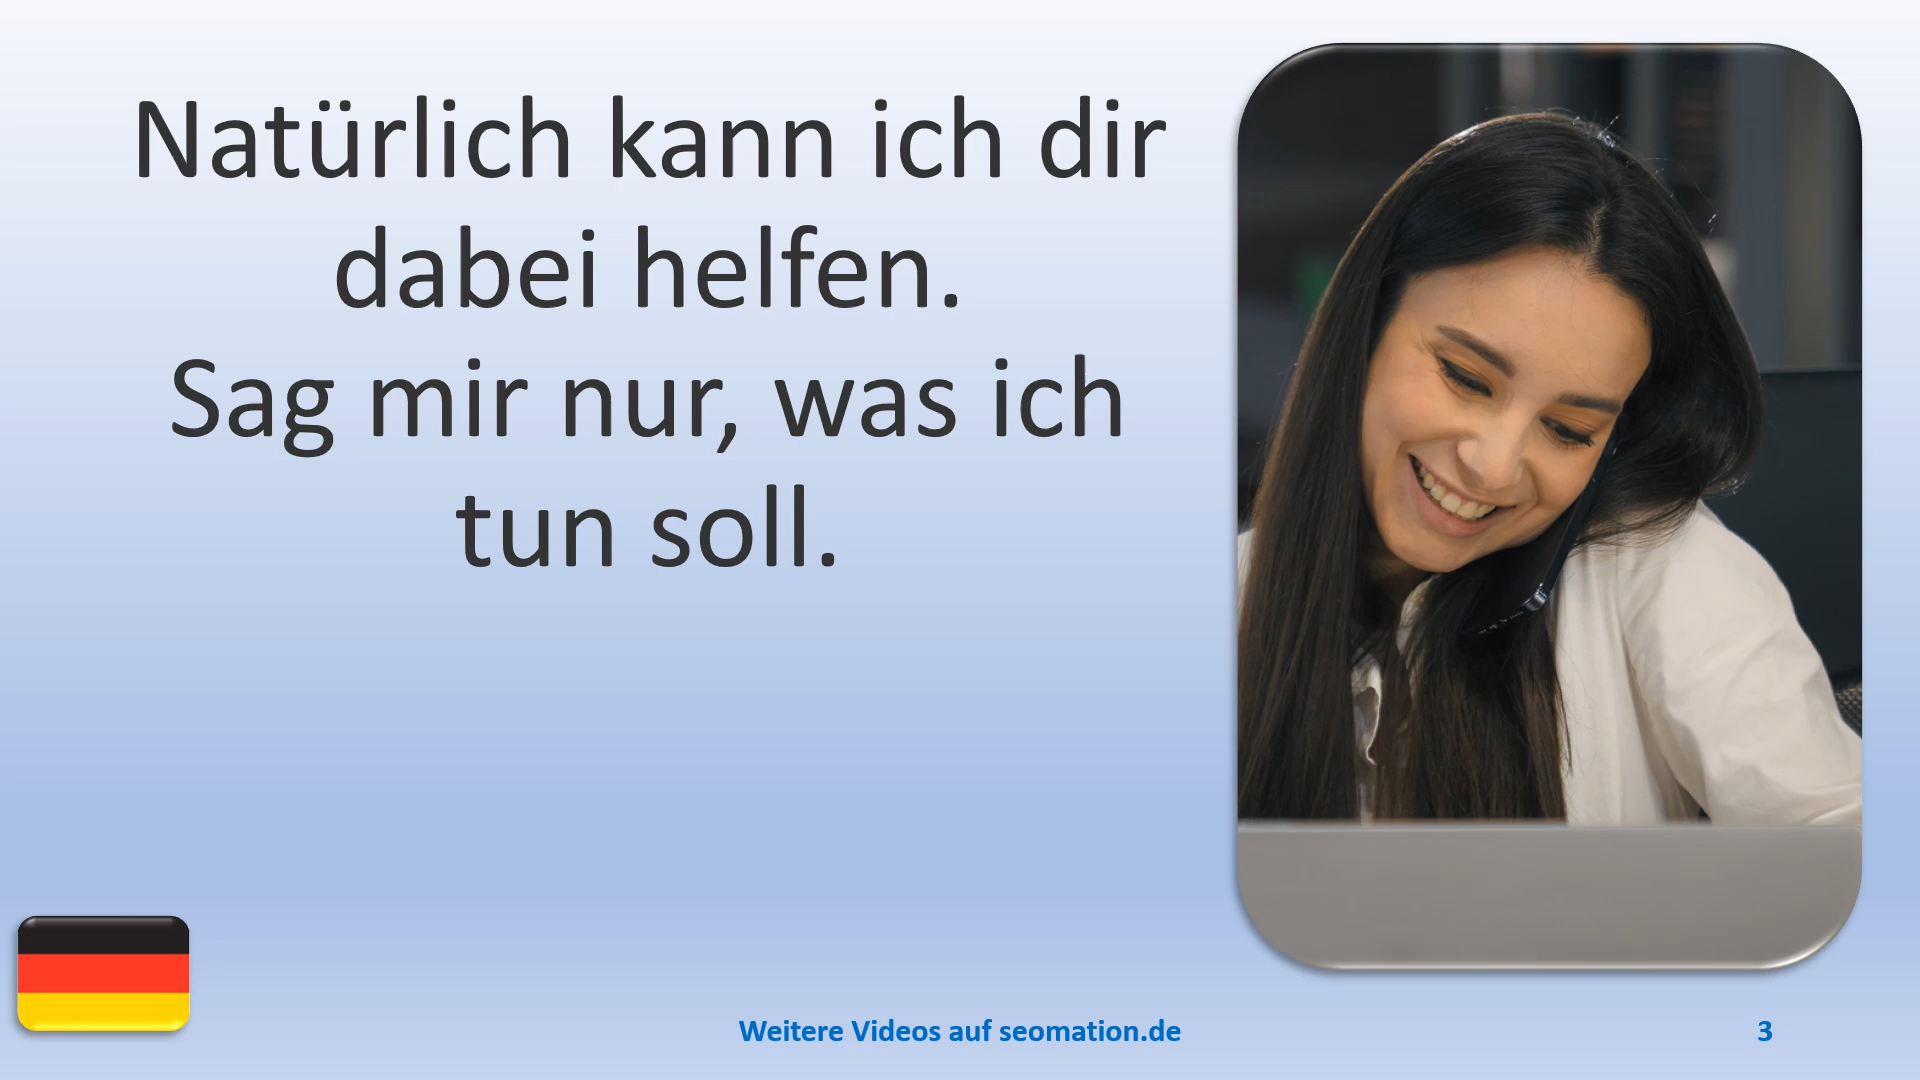 Natürlich kann ich dir
dabei helfen.
Sag mir nur, was ich
tun soll.
Weitere Videos auf seomation.de
3